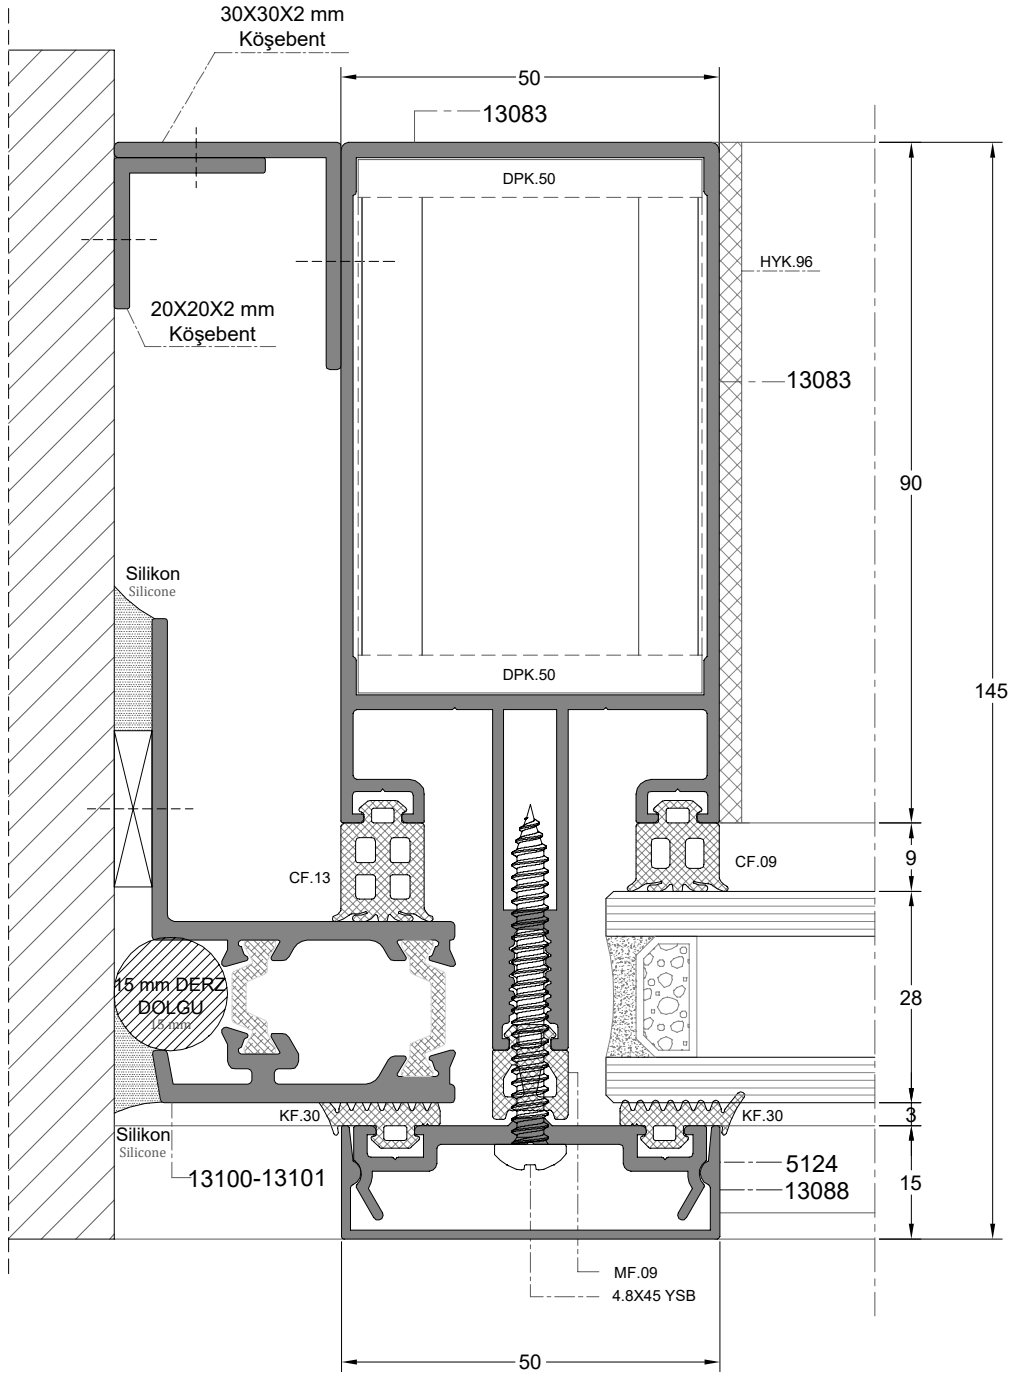 30X30X2 mm
Köşebent
50
13083
DPK.50
HYK.96
20X20X2 mm
Köşebent
13083
90
Silikon
Silicone
DPK.50
145
9
CF.13
CF.09
15 mm DERZ
DOLGU
15 mm
28
KF.30
KF.30
3
Silikon
Silicone
13100-13101
5124
13088
15
MF.09
4.8X45 YSB
50